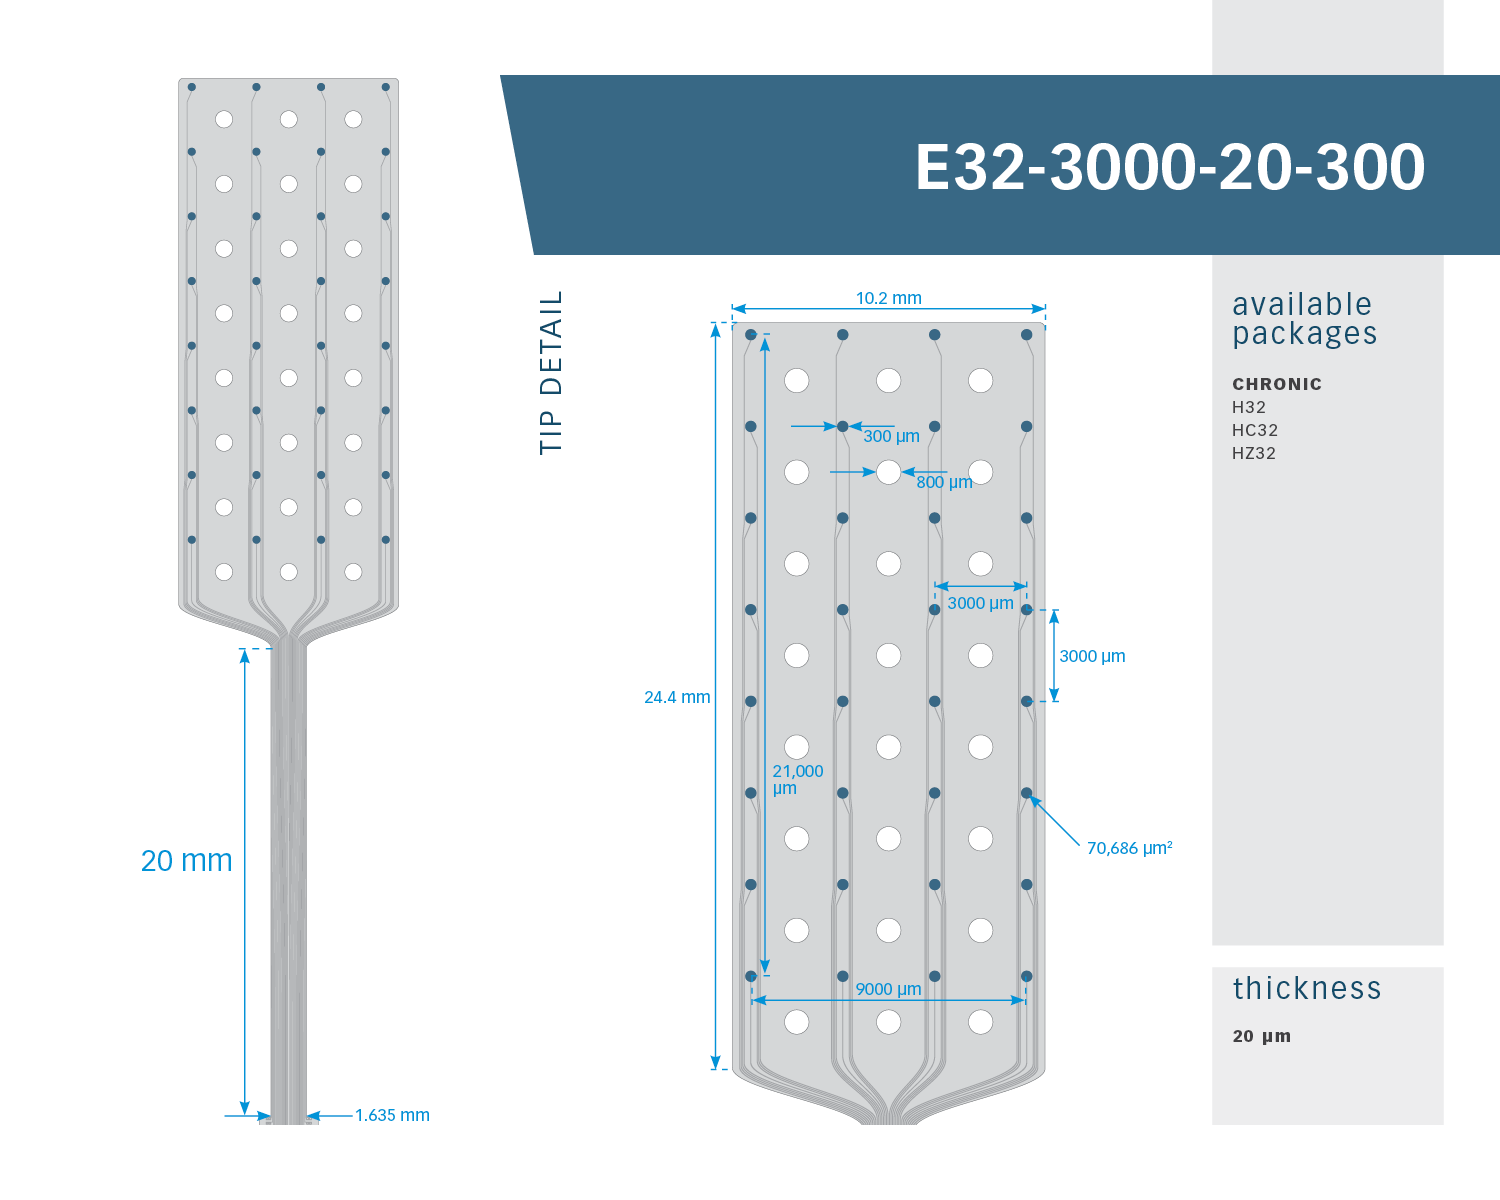 E32-3000-20-300
TIP DETAIL
10.2 mm
300 µm
800 µm
3000 µm
3000 µm
24.4 mm
21,000
µm
70,686 µm²
9000 µm
20 mm
1.635 mm
available
packages
CHRONIC
H32
HC32
HZ32
thickness
20 µm